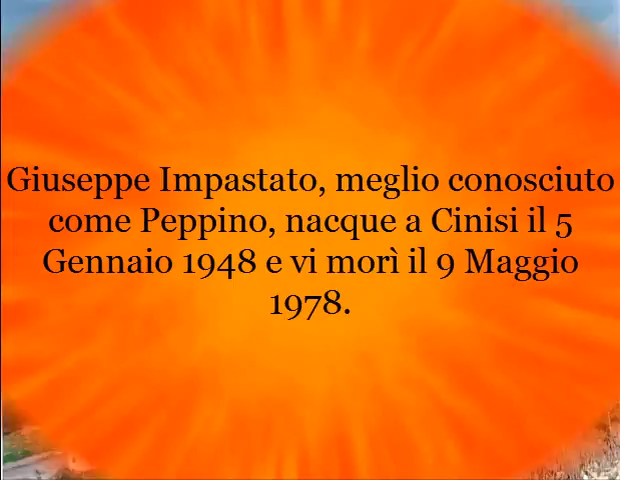 Giuseppe Impastato, meglio conosciuto
come Peppino, nacque a Cinisi il 5
Gennaio 1948 e vi morì il 9 Maggio
1978.